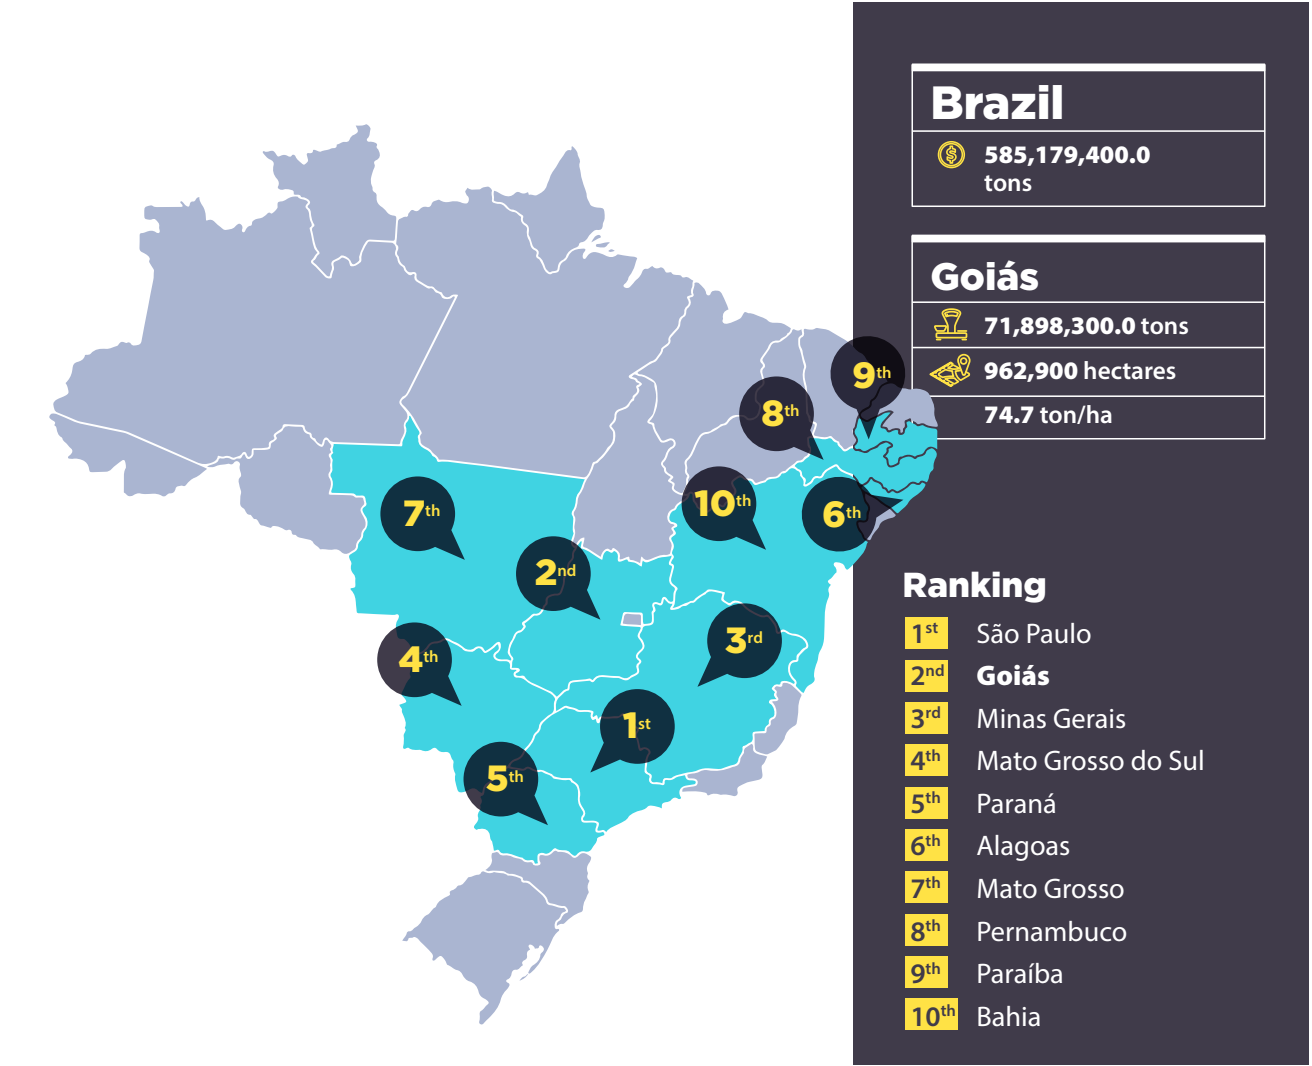 Brazil
585,179,400.0
tons
Goiás
71,898,300.0 tons
962,900 hectares
74.7 ton/ha
9th
8th
10th
6th
7th
2nd
3rd
4th
1st
5th
Ranking
1st São Paulo
2nd Goiás
3rd Minas Gerais
4th Mato Grosso do Sul
5th Paraná
6th Alagoas
7th Mato Grosso
8th Pernambuco
9th Paraíba
10th Bahia